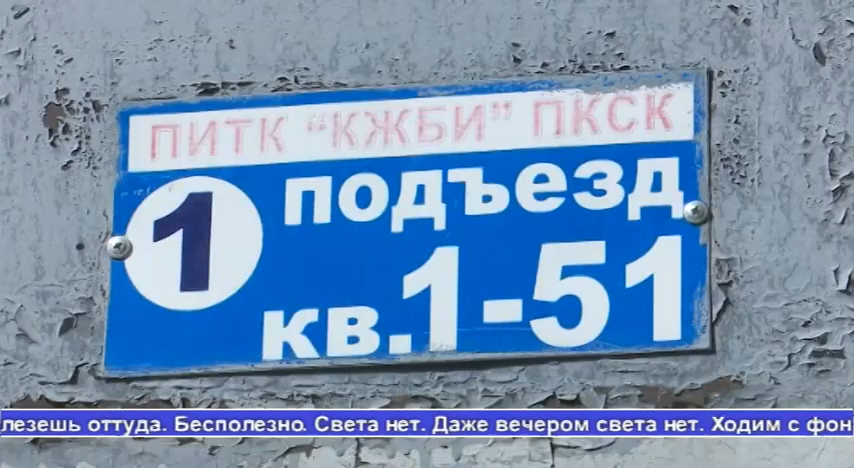 ПИТК "КЖБИ" ПКСК
1 подъезд
кв.1-51
лезешь оттуда. Бесполезно. Света нет. Даже вечером света нет. Ходим с фон